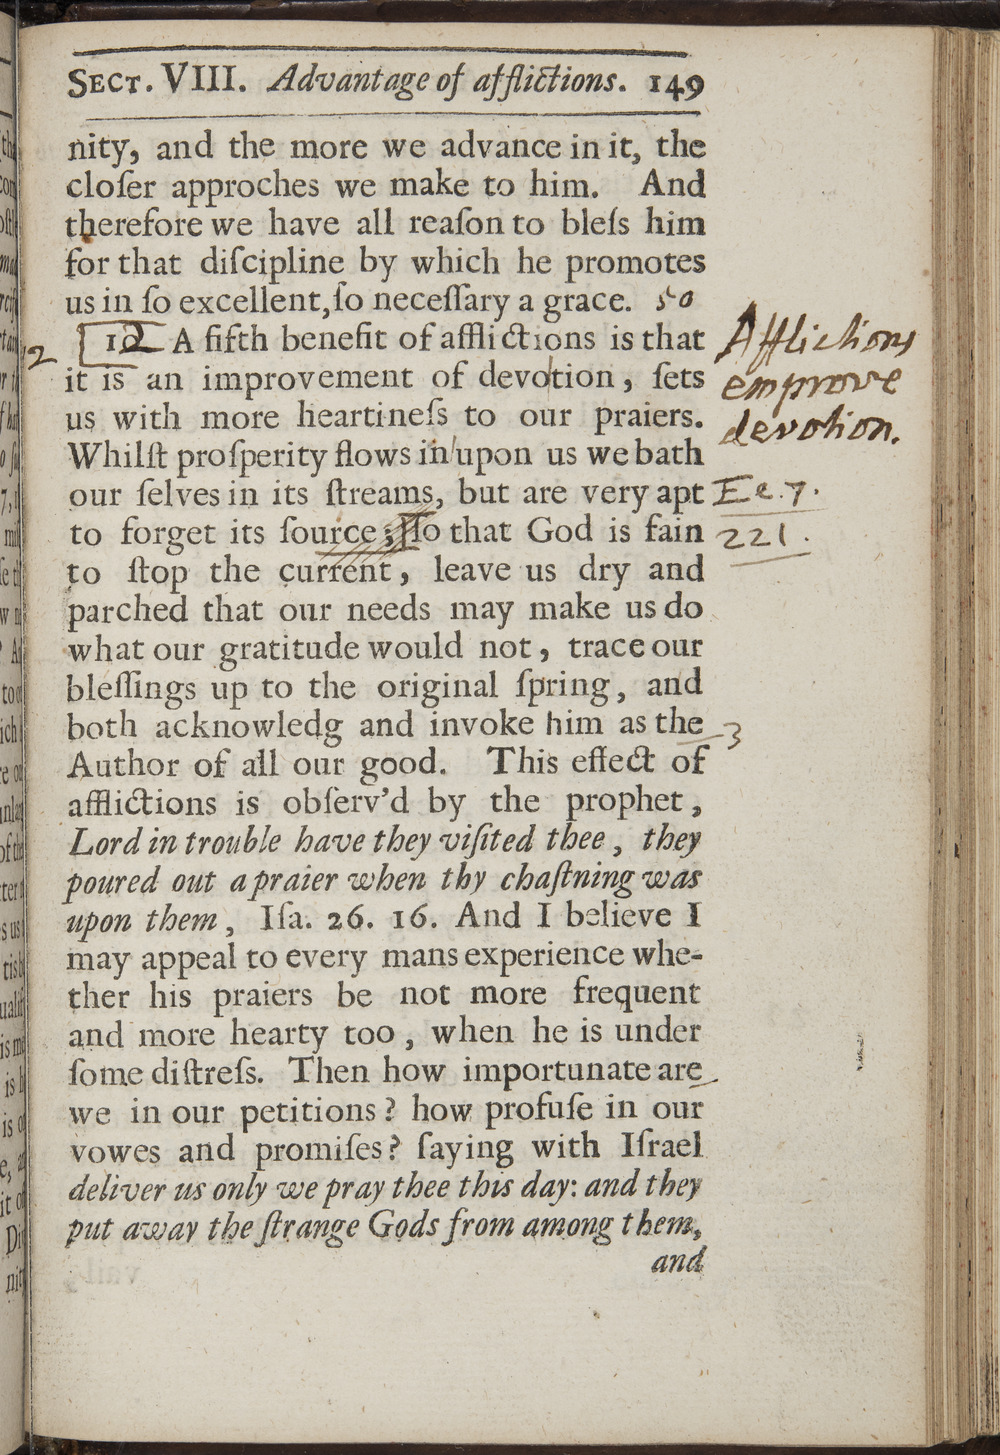 SECT. VIII. Advantage of afflictions. 149
nity, and the more we advance in it, the
cloſer approches we make to him. And
therefore we have all reaſon to bleſs him
for that diſcipline by which he promotes
us in ſo excellent, ſo neceſſary a grace. 50
12 A fifth benefit of afflictions is that
it is an improvement of devotion, ſets
us with more heartineſs to our praiers.
Whilſt proſperity flows in upon us we bath
our ſelves in its ſtreams, but are very apt
to forget its ſource; ſo that God is fain
to ſtop the current, leave us dry and
parched that our needs may make us do
what our gratitude would not, trace our
bleſſings up to the original ſpring, and
both acknowledg and invoke him as the
Author of all our good. This effect of
afflictions is obſerv'd by the prophet,
Lord in trouble have they viſited thee, they
poured out a praier when thy chaſtning was
upon them, Iſa. 26. 16. And I believe I
may appeal to every mans experience whe-
ther his praiers be not more frequent
and more hearty too, when he is under
ſome diſtreſs. Then how importunate are
we in our petitions? how profuſe in our
vowes and promiſes? ſaying with Iſrael
deliver us only we pray thee this day: and they
put away the ſtrange Gods from among them,
and
Afflictions
emprove
devotion.
Ee. 7.
221.
3